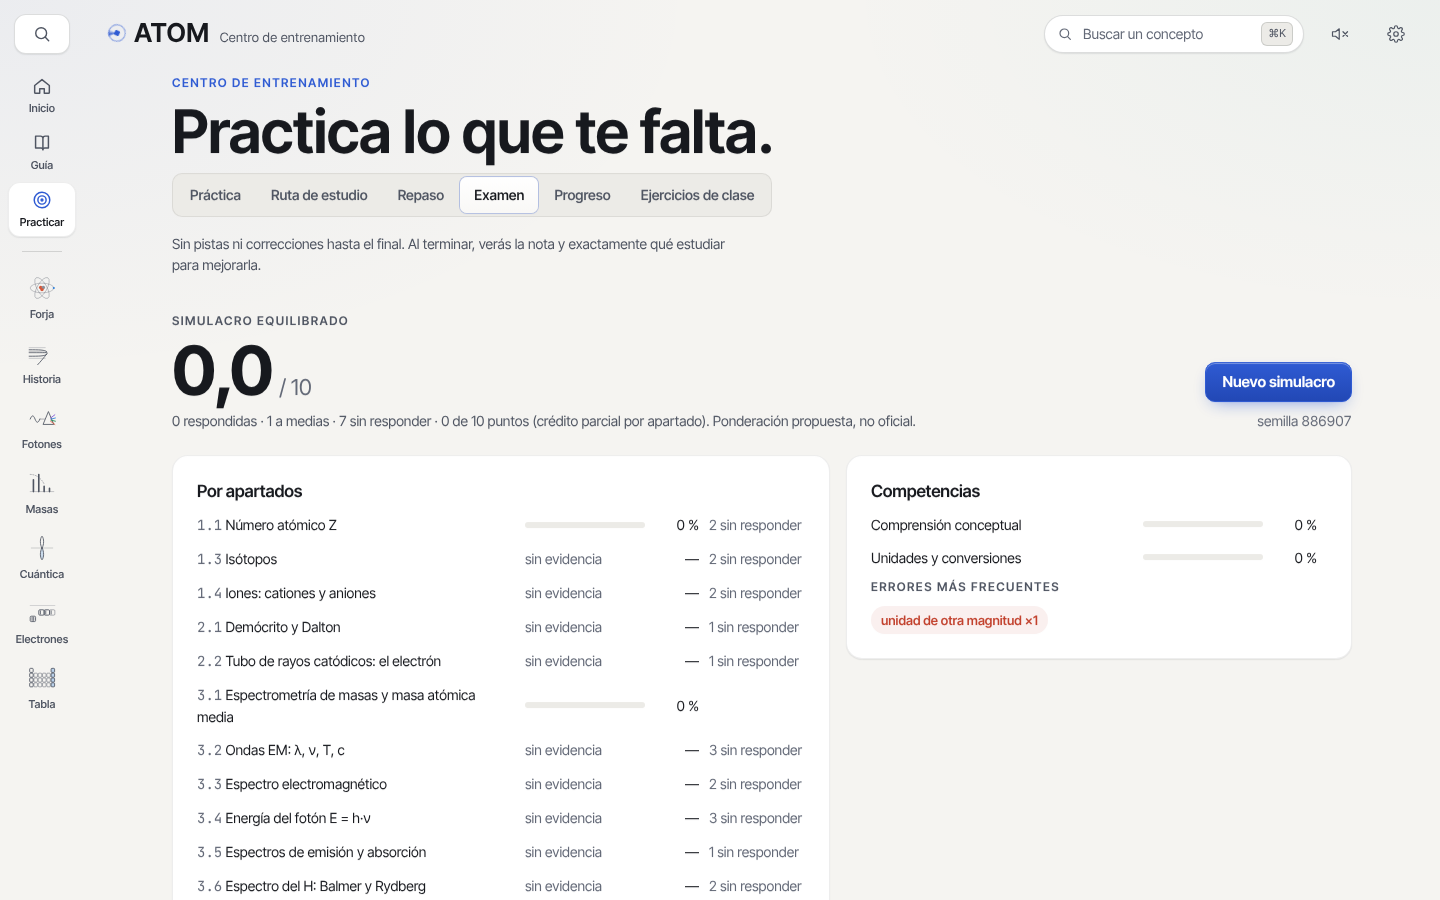 ATOM Centro de entrenamiento
Buscar un concepto ⌘K
Inicio
Guía
Practicar
Forja
Historia
Fotones
Masas
Cuántica
Electrones
Tabla
CENTRO DE ENTRENAMIENTO
Practica lo que te falta.
Práctica Ruta de estudio Repaso Examen Progreso Ejercicios de clase
Sin pistas ni correcciones hasta el final. Al terminar, verás la nota y exactamente qué estudiar
para mejorarla.
SIMULACRO EQUILIBRADO
0,0 / 10
Nuevo simulacro
0 respondidas · 1 a medias · 7 sin responder · 0 de 10 puntos (crédito parcial por apartado). Ponderación propuesta, no oficial.
semilla 886907
Por apartados
1.1 Número atómico Z 0 % 2 sin responder
1.3 Isótopos sin evidencia — 2 sin responder
1.4 Iones: cationes y aniones sin evidencia — 2 sin responder
2.1 Demócrito y Dalton sin evidencia — 1 sin responder
2.2 Tubo de rayos catódicos: el electrón sin evidencia — 1 sin responder
3.1 Espectrometría de masas y masa atómica
media 0 %
3.2 Ondas EM: λ, ν, T, c sin evidencia — 3 sin responder
3.3 Espectro electromagnético sin evidencia — 2 sin responder
3.4 Energía del fotón E = h·ν sin evidencia — 3 sin responder
3.5 Espectros de emisión y absorción sin evidencia — 1 sin responder
3.6 Espectro del H: Balmer y Rydberg sin evidencia — 2 sin responder
Competencias
Comprensión conceptual 0 %
Unidades y conversiones 0 %
ERRORES MÁS FRECUENTES
unidad de otra magnitud ×1